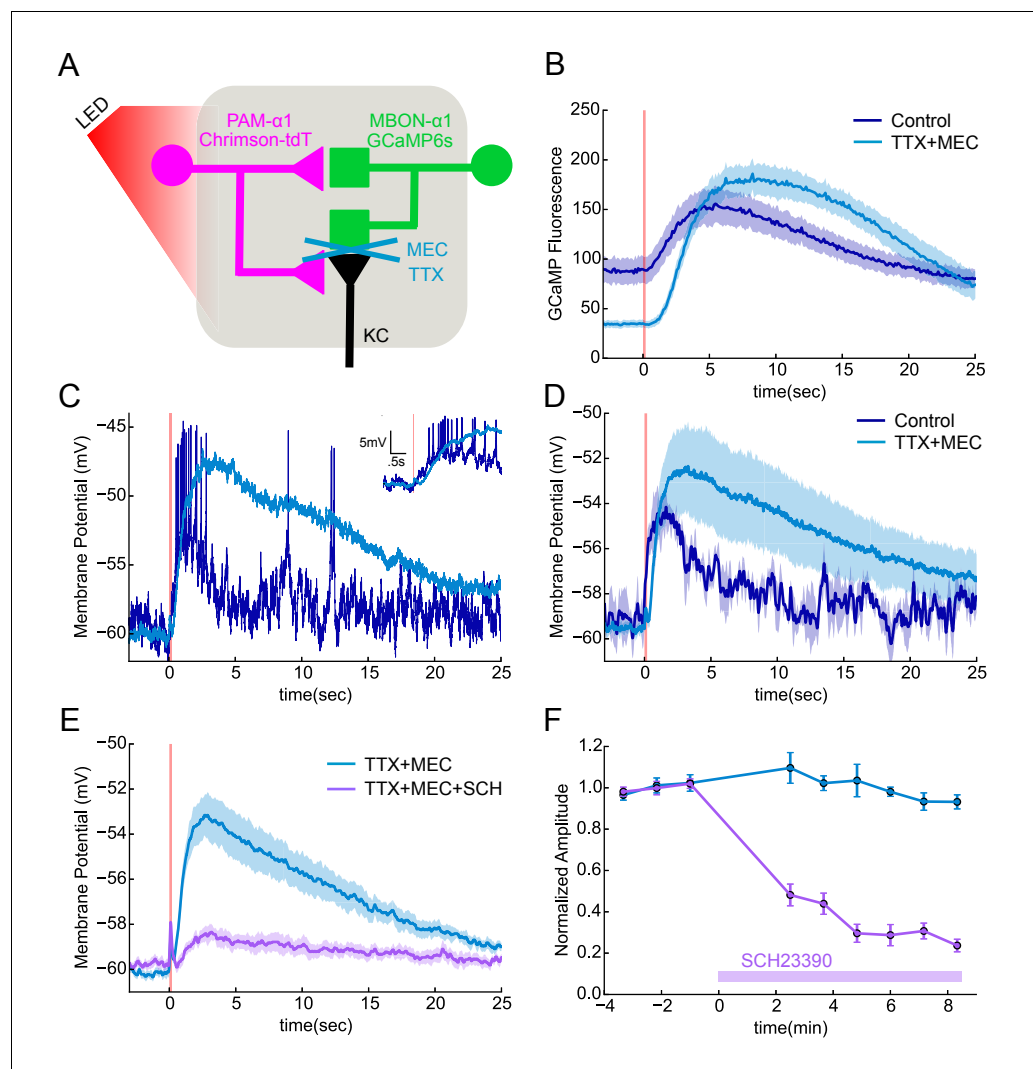 A
LED
PAM-α1
Chrimson-tdT
MBON-α1
GCaMP6s
MEC
TTX
KC
B
Control
TTX+MEC
GCaMP Fluorescence
250
200
150
100
50
0
0 5 10 15 20 25
time(sec)
C
Membrane Potential (mV)
−45
−50
−55
−60
5mV
.5s
0 5 10 15 20 25
time(sec)
D
Control
TTX+MEC
Membrane Potential (mV)
−50
−52
−54
−56
−58
−60
0 5 10 15 20 25
time(sec)
E
TTX+MEC
TTX+MEC+SCH
Membrane Potential (mV)
−50
−52
−54
−56
−58
−60
0 5 10 15 20 25
time(sec)
F
Normalized Amplitude
1.2
1.0
0.8
0.6
0.4
0.2
0.0
SCH23390
−4 −2 0 2 4 6 8
time(min)